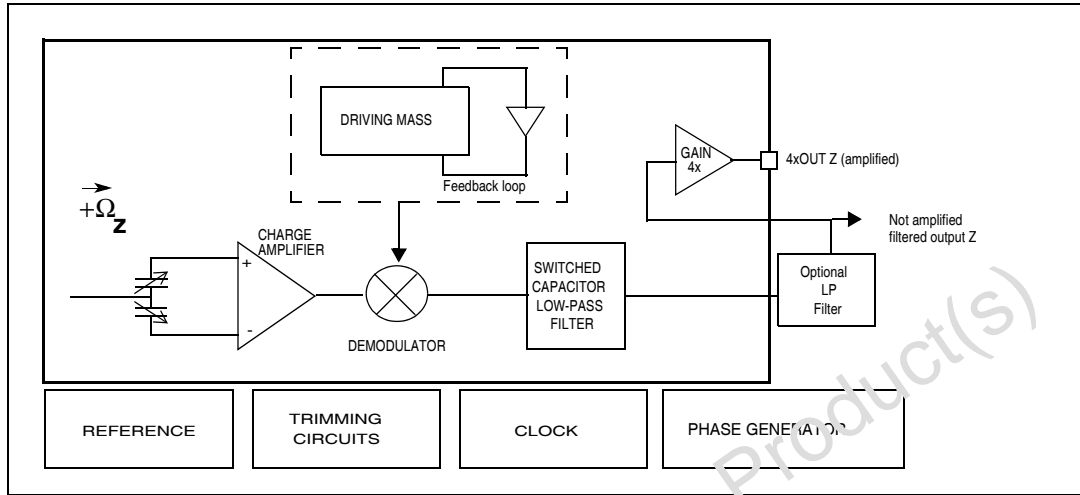 DRIVING MASS
Feedback loop
GAIN
4x
4xOUT Z (amplified)
Not amplified
filtered output Z
+Ω
z
CHARGE
AMPLIFIER
+
-
DEMODULATOR
SWITCHED
CAPACITOR
LOW-PASS
FILTER
Optional
LP
Filter
REFERENCE
TRIMMING
CIRCUITS
CLOCK
PHASE GENERATOR
Product(s)